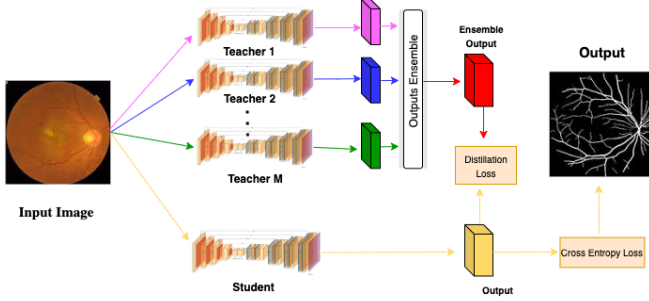 Teacher 1
Teacher 2
Teacher M
Outputs Ensemble
Ensemble
Output
Output
Distillation
Loss
Input Image
Student
Output
Cross Entropy Loss